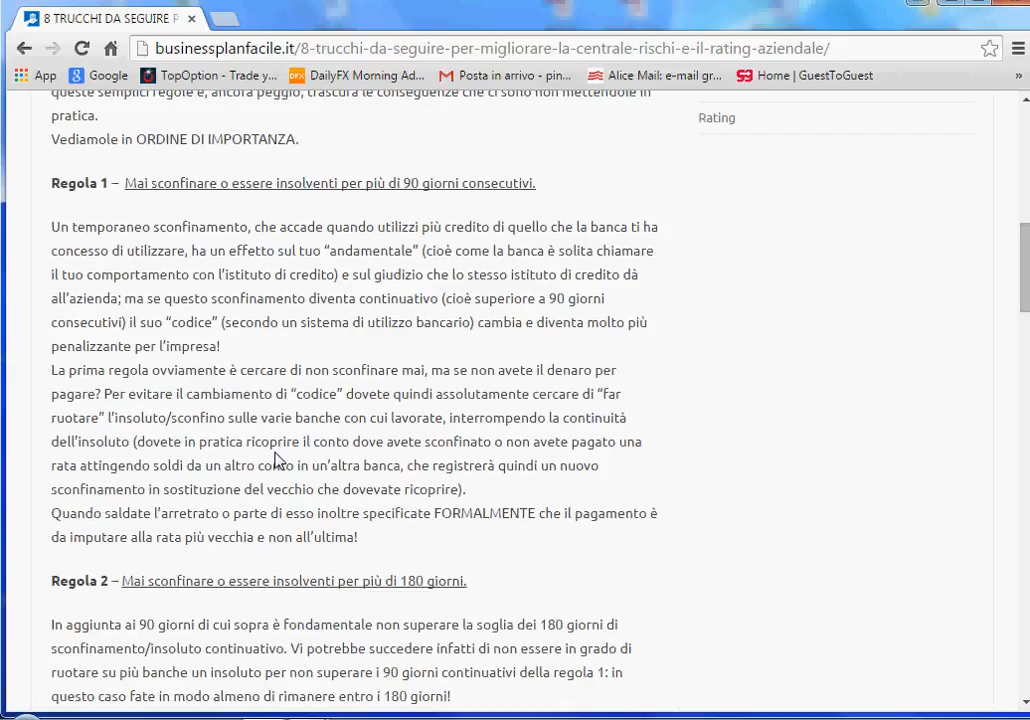 8 TRUCCHI DA SEGUIRE P
businessplanfacile.it/8-trucchi-da-seguire-per-migliorare-la-centrale-rischi-e-il-rating-aziendale/
App Google TopOption - Trade y... DailyFX Morning Ad... Posta in arrivo - pin... Alice Mail: e-mail gr... Home | GuestToGuest »
queste semplici regole e, ancora peggio, trascura le conseguenze che ci sono non mettendole in
pratica.
Vediamole in ORDINE DI IMPORTANZA.
Rating
Regola 1 – Mai sconfinare o essere insolventi per più di 90 giorni consecutivi.
Un temporaneo sconfinamento, che accade quando utilizzi più credito di quello che la banca ti ha
concesso di utilizzare, ha un effetto sul tuo “andamentale” (cioè come la banca è solita chiamare
il tuo comportamento con l’istituto di credito) e sul giudizio che lo stesso istituto di credito dà
all’azienda; ma se questo sconfinamento diventa continuativo (cioè superiore a 90 giorni
consecutivi) il suo “codice” (secondo un sistema di utilizzo bancario) cambia e diventa molto più
penalizzante per l’impresa!
La prima regola ovviamente è cercare di non sconfinare mai, ma se non avete il denaro per
pagare? Per evitare il cambiamento di “codice” dovete quindi assolutamente cercare di “far
ruotare” l’insoluto/sconfino sulle varie banche con cui lavorate, interrompendo la continuità
dell’insoluto (dovete in pratica ricoprire il conto dove avete sconfinato o non avete pagato una
rata attingendo soldi da un altro conto in un’altra banca, che registrerà quindi un nuovo
sconfinamento in sostituzione del vecchio che dovevate ricoprire).
Quando saldate l’arretrato o parte di esso inoltre specificate FORMALMENTE che il pagamento è
da imputare alla rata più vecchia e non all’ultima!
Regola 2 – Mai sconfinare o essere insolventi per più di 180 giorni.
In aggiunta ai 90 giorni di cui sopra è fondamentale non superare la soglia dei 180 giorni di
sconfinamento/insoluto continuativo. Vi potrebbe succedere infatti di non essere in grado di
ruotare su più banche un insoluto per non superare i 90 giorni continuativi della regola 1: in
questo caso fate in modo almeno di rimanere entro i 180 giorni!